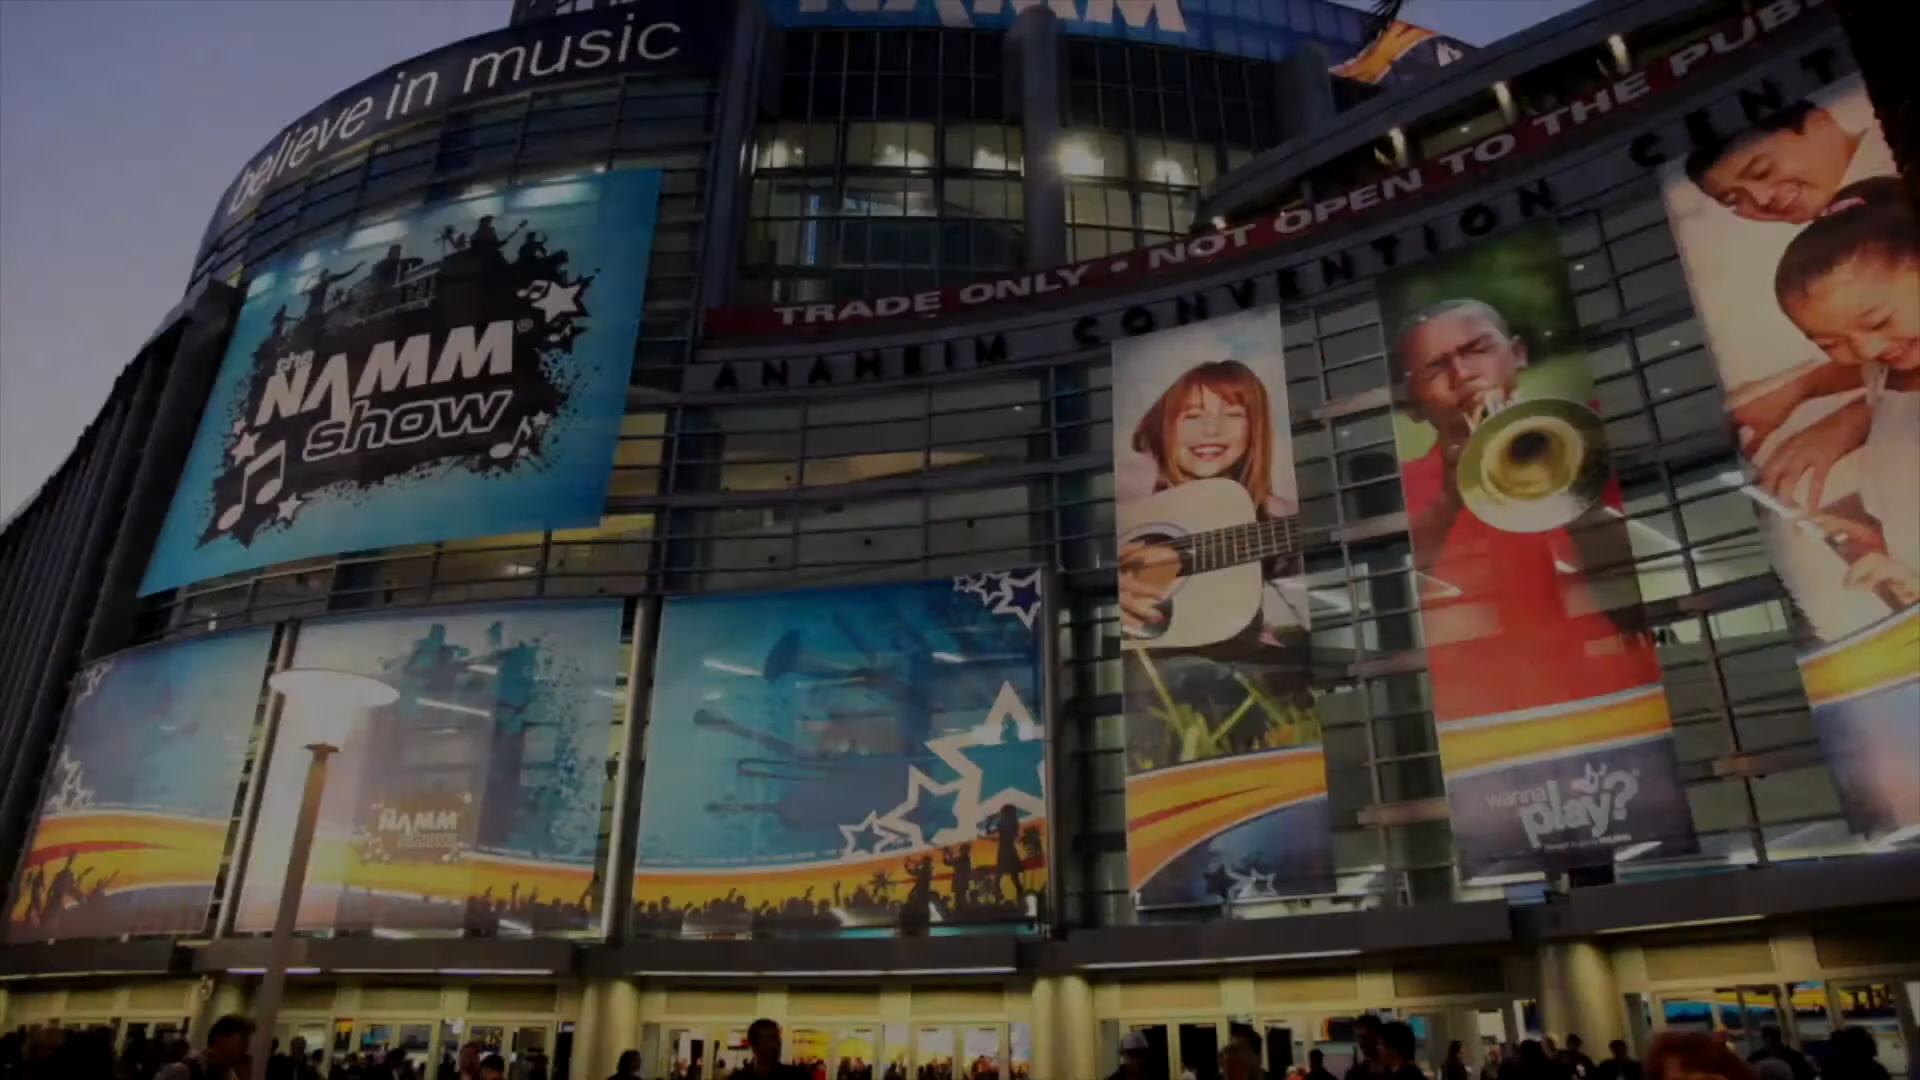 believe in music
NAMM
TRADE ONLY • NOT OPEN TO THE PUB
ANAHEIM CONVENTION CENT
the
NAMM®
show
NAMM
show
wanna
play?